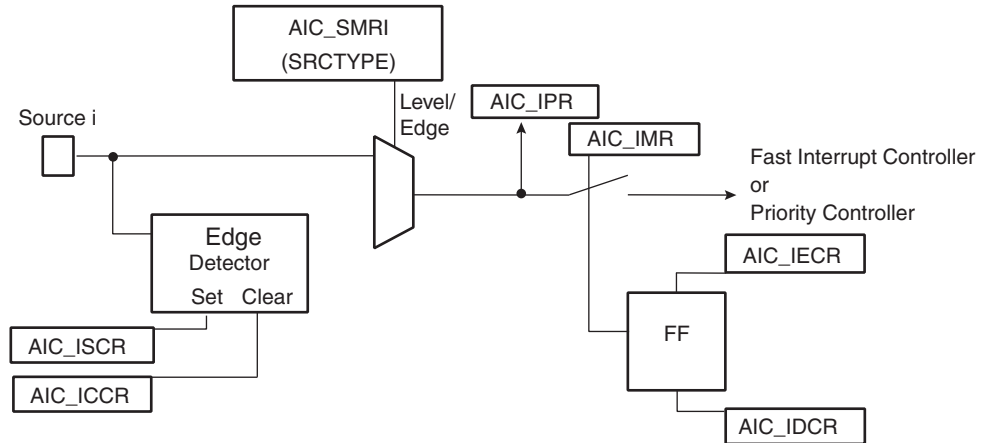 AIC_SMRI
(SRCTYPE)
Level/
Edge
Source i
AIC_IPR
AIC_IMR
Fast Interrupt Controller
or
Priority Controller
Edge
Detector
Set Clear
AIC_IECR
FF
AIC_ISCR
AIC_ICCR
AIC_IDCR